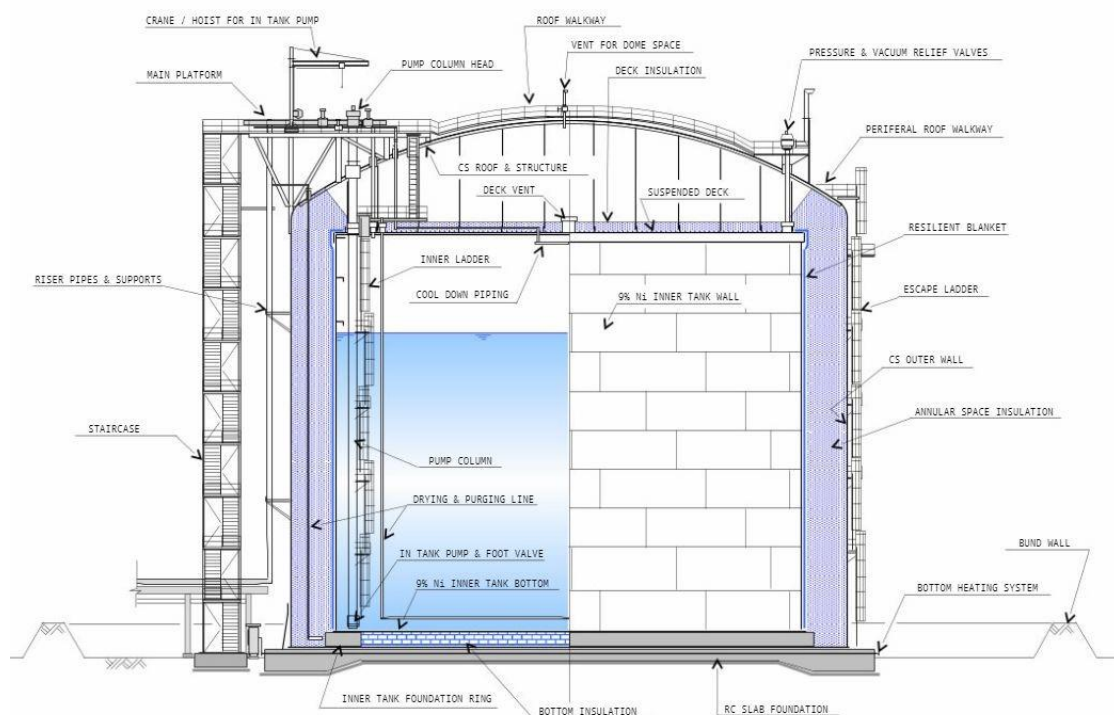 CRANE / HOIST FOR IN TANK PUMP
ROOF WALKWAY
VENT FOR DOME SPACE
PRESSURE & VACUUM RELIEF VALVES
PUMP COLUMN HEAD
DECK INSULATION
MAIN PLATFORM
PERIFERAL ROOF WALKWAY
CS ROOF & STRUCTURE
DECK VENT
SUSPENDED DECK
RESILIENT BLANKET
INNER LADDER
RISER PIPES & SUPPORTS
COOL DOWN PIPING
9% Ni INNER TANK WALL
ESCAPE LADDER
CS OUTER WALL
ANNULAR SPACE INSULATION
STAIRCASE
PUMP COLUMN
DRYING & PURGING LINE
IN TANK PUMP & FOOT VALVE
BUND WALL
9% Ni INNER TANK BOTTOM
BOTTOM HEATING SYSTEM
INNER TANK FOUNDATION RING
BOTTOM INSULATION
RC SLAB FOUNDATION